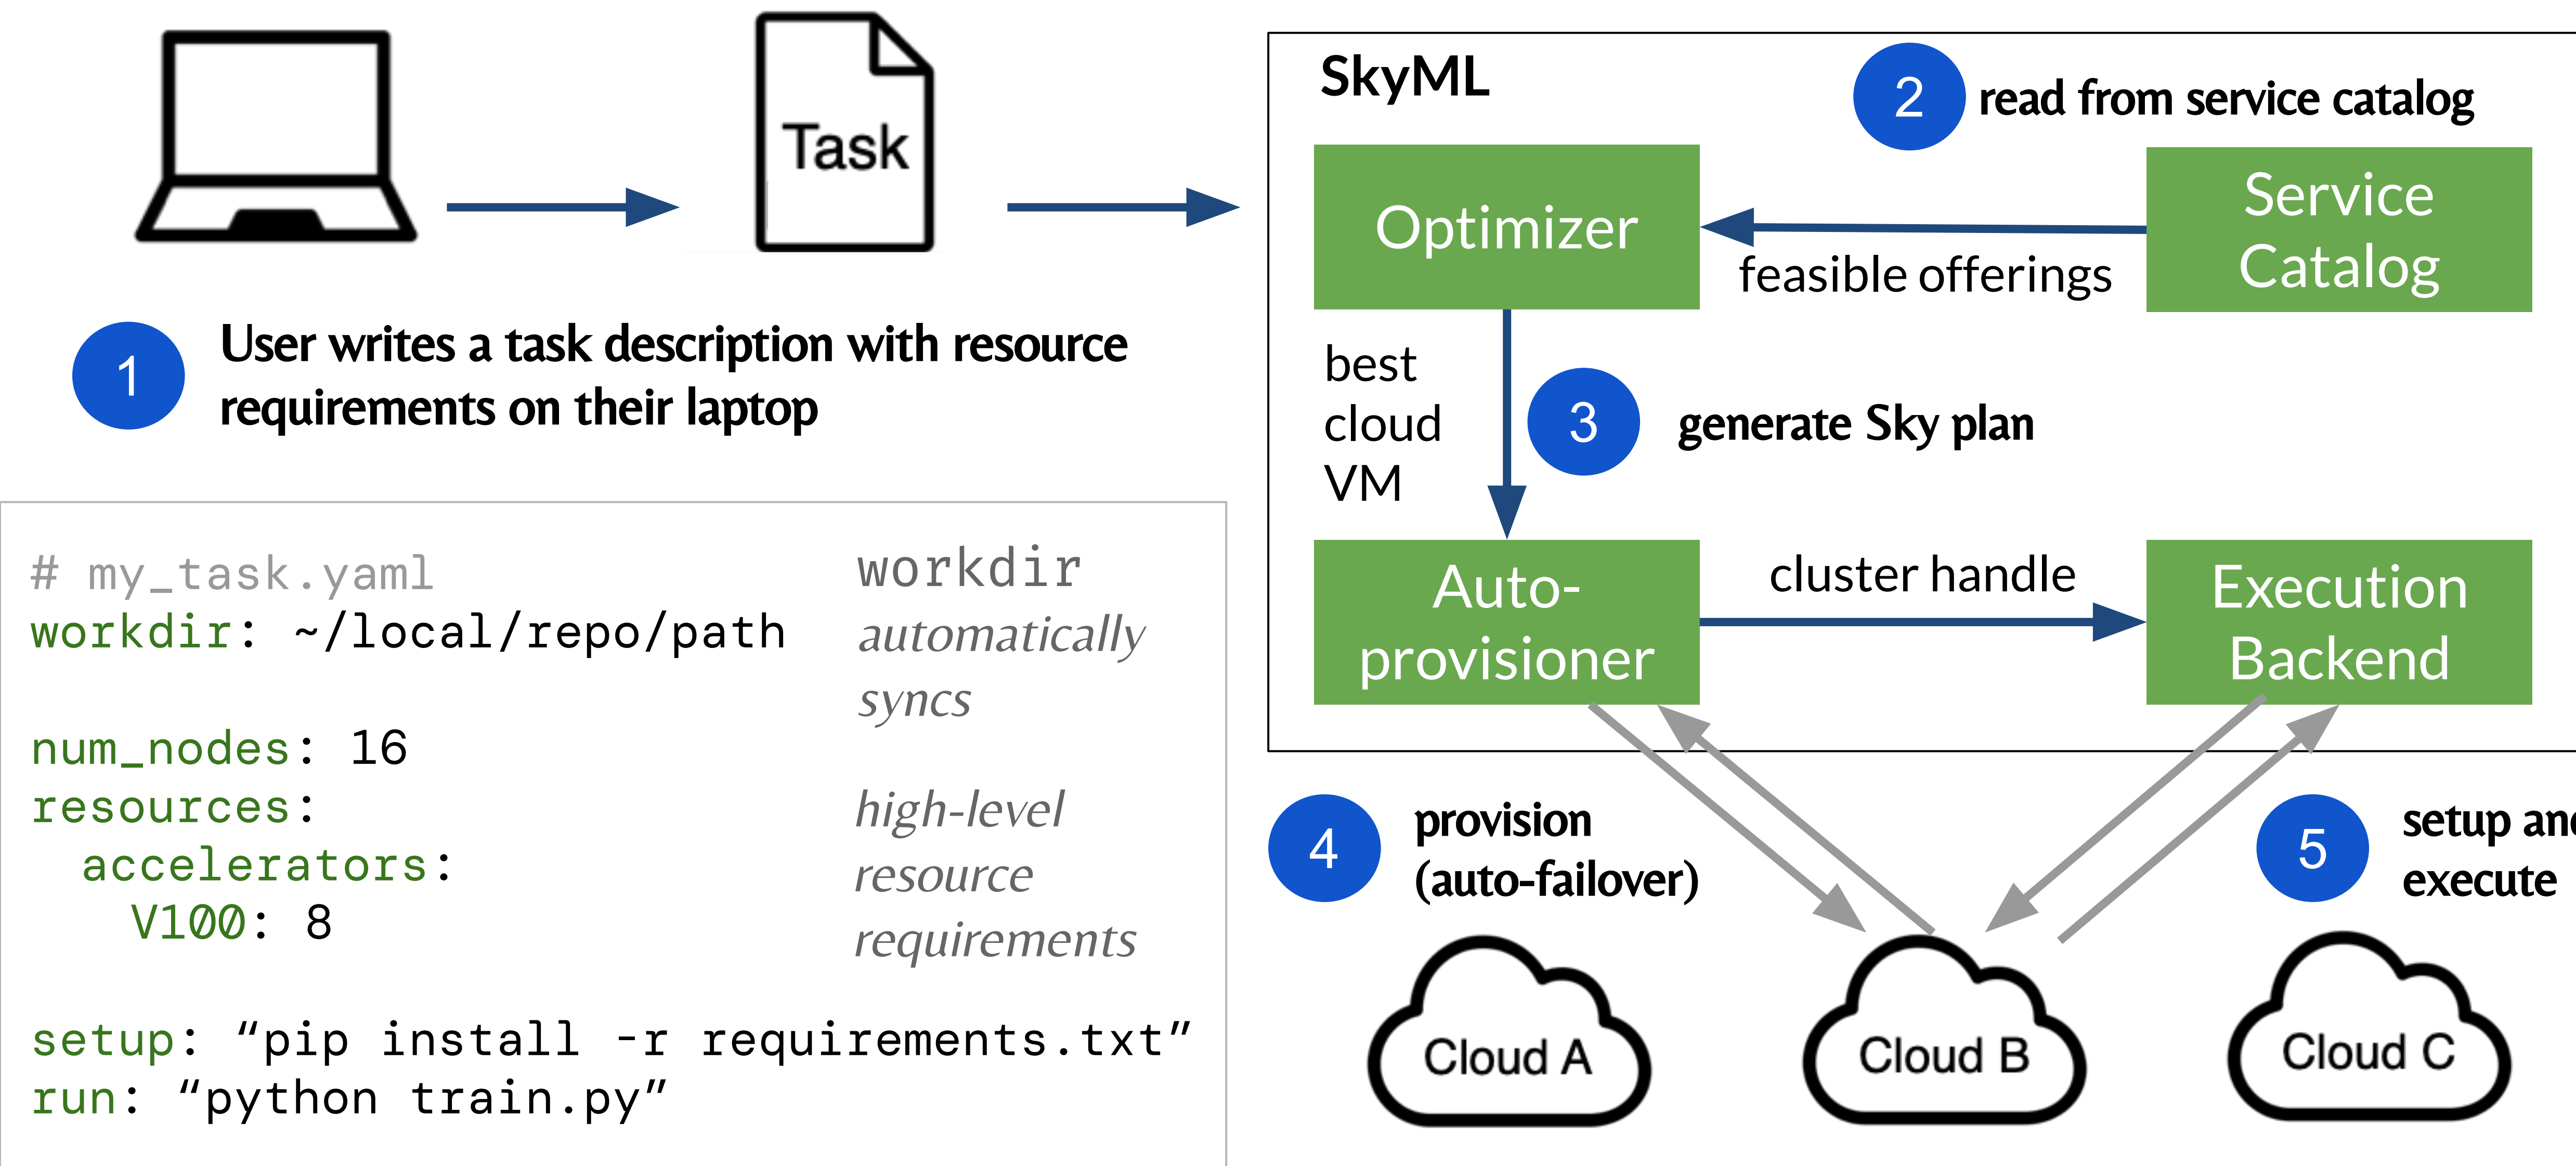 Task
1
User writes a task description with resource
requirements on their laptop
# my_task.yaml
workdir: ~/local/repo/path
num_nodes: 16
resources:
accelerators:
V100: 8
setup: “pip install -r requirements.txt”
run: “python train.py”
workdir
automatically
syncs
high-level
resource
requirements
SkyML
2
read from service catalog
Optimizer
feasible offerings
Service
Catalog
best
cloud
VM
3
generate Sky plan
Auto-
provisioner
cluster handle
Execution
Backend
4
provision
(auto-failover)
5
setup and
execute
Cloud A
Cloud B
Cloud C